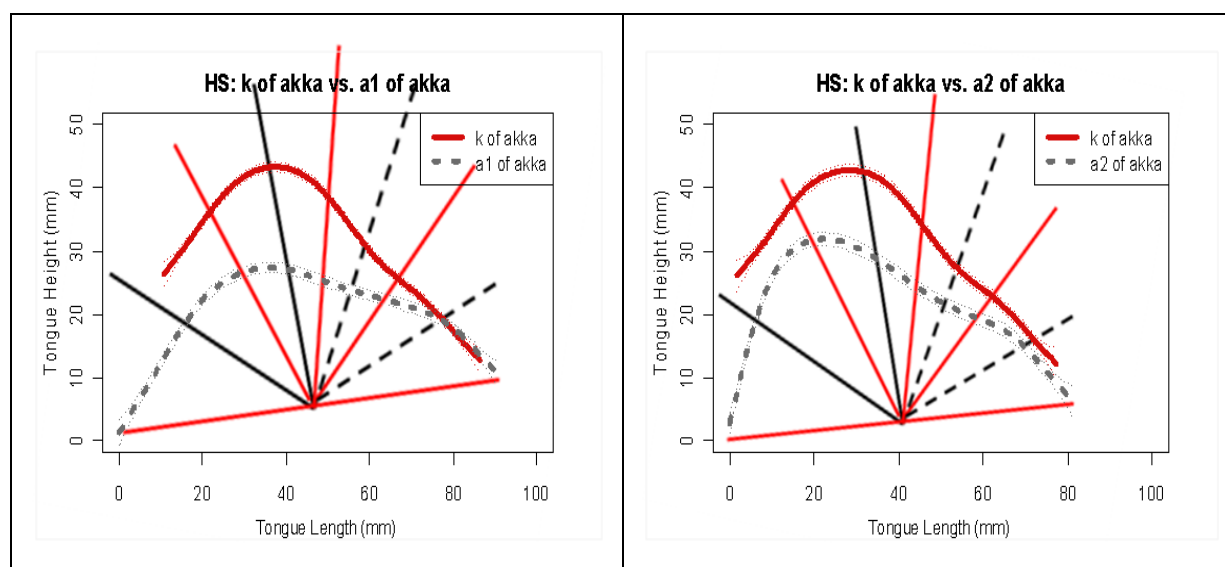 HS: k of akka vs. a1 of akka
k of akka
a1 of akka
Tongue Height (mm)
50
40
30
20
10
0
0 20 40 60 80 100
Tongue Length (mm)
HS: k of akka vs. a2 of akka
k of akka
a2 of akka
Tongue Height (mm)
50
40
30
20
10
0
0 20 40 60 80 100
Tongue Length (mm)